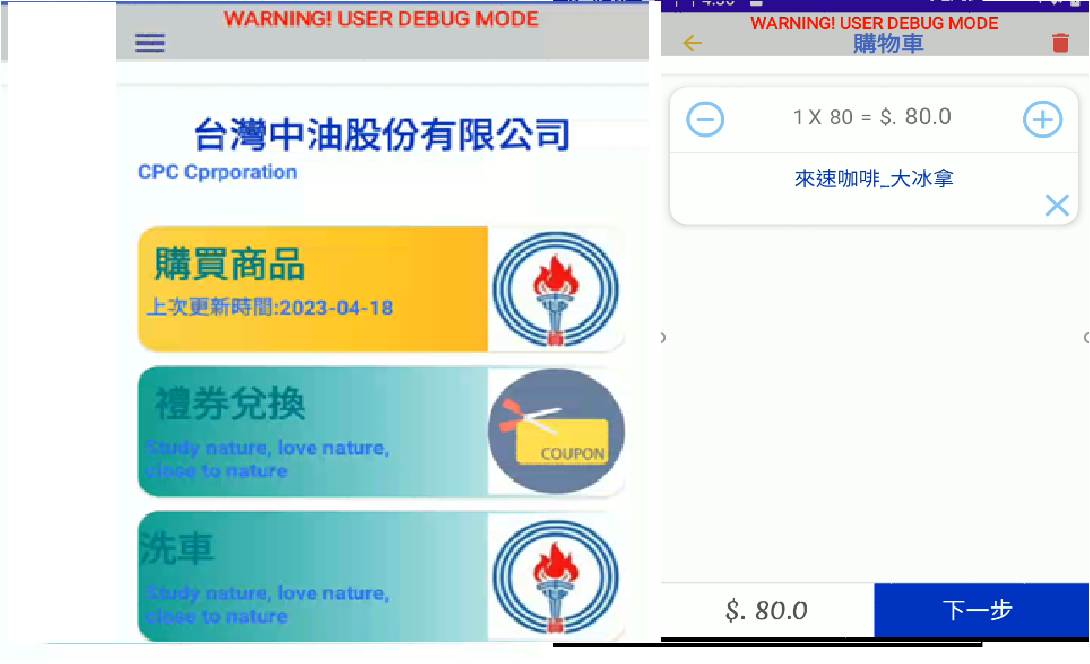 WARNING! USER DEBUG MODE
台灣中油股份有限公司
CPC Cprporation
購買商品
上次更新時間:2023-04-18
禮券兌換
Study nature, love nature,
close to nature
COUPON
洗車
Study nature, love nature,
close to nature
WARNING! USER DEBUG MODE
購物車
1 X 80 = $. 80.0
來速咖啡_大冰拿
$. 80.0
下一步